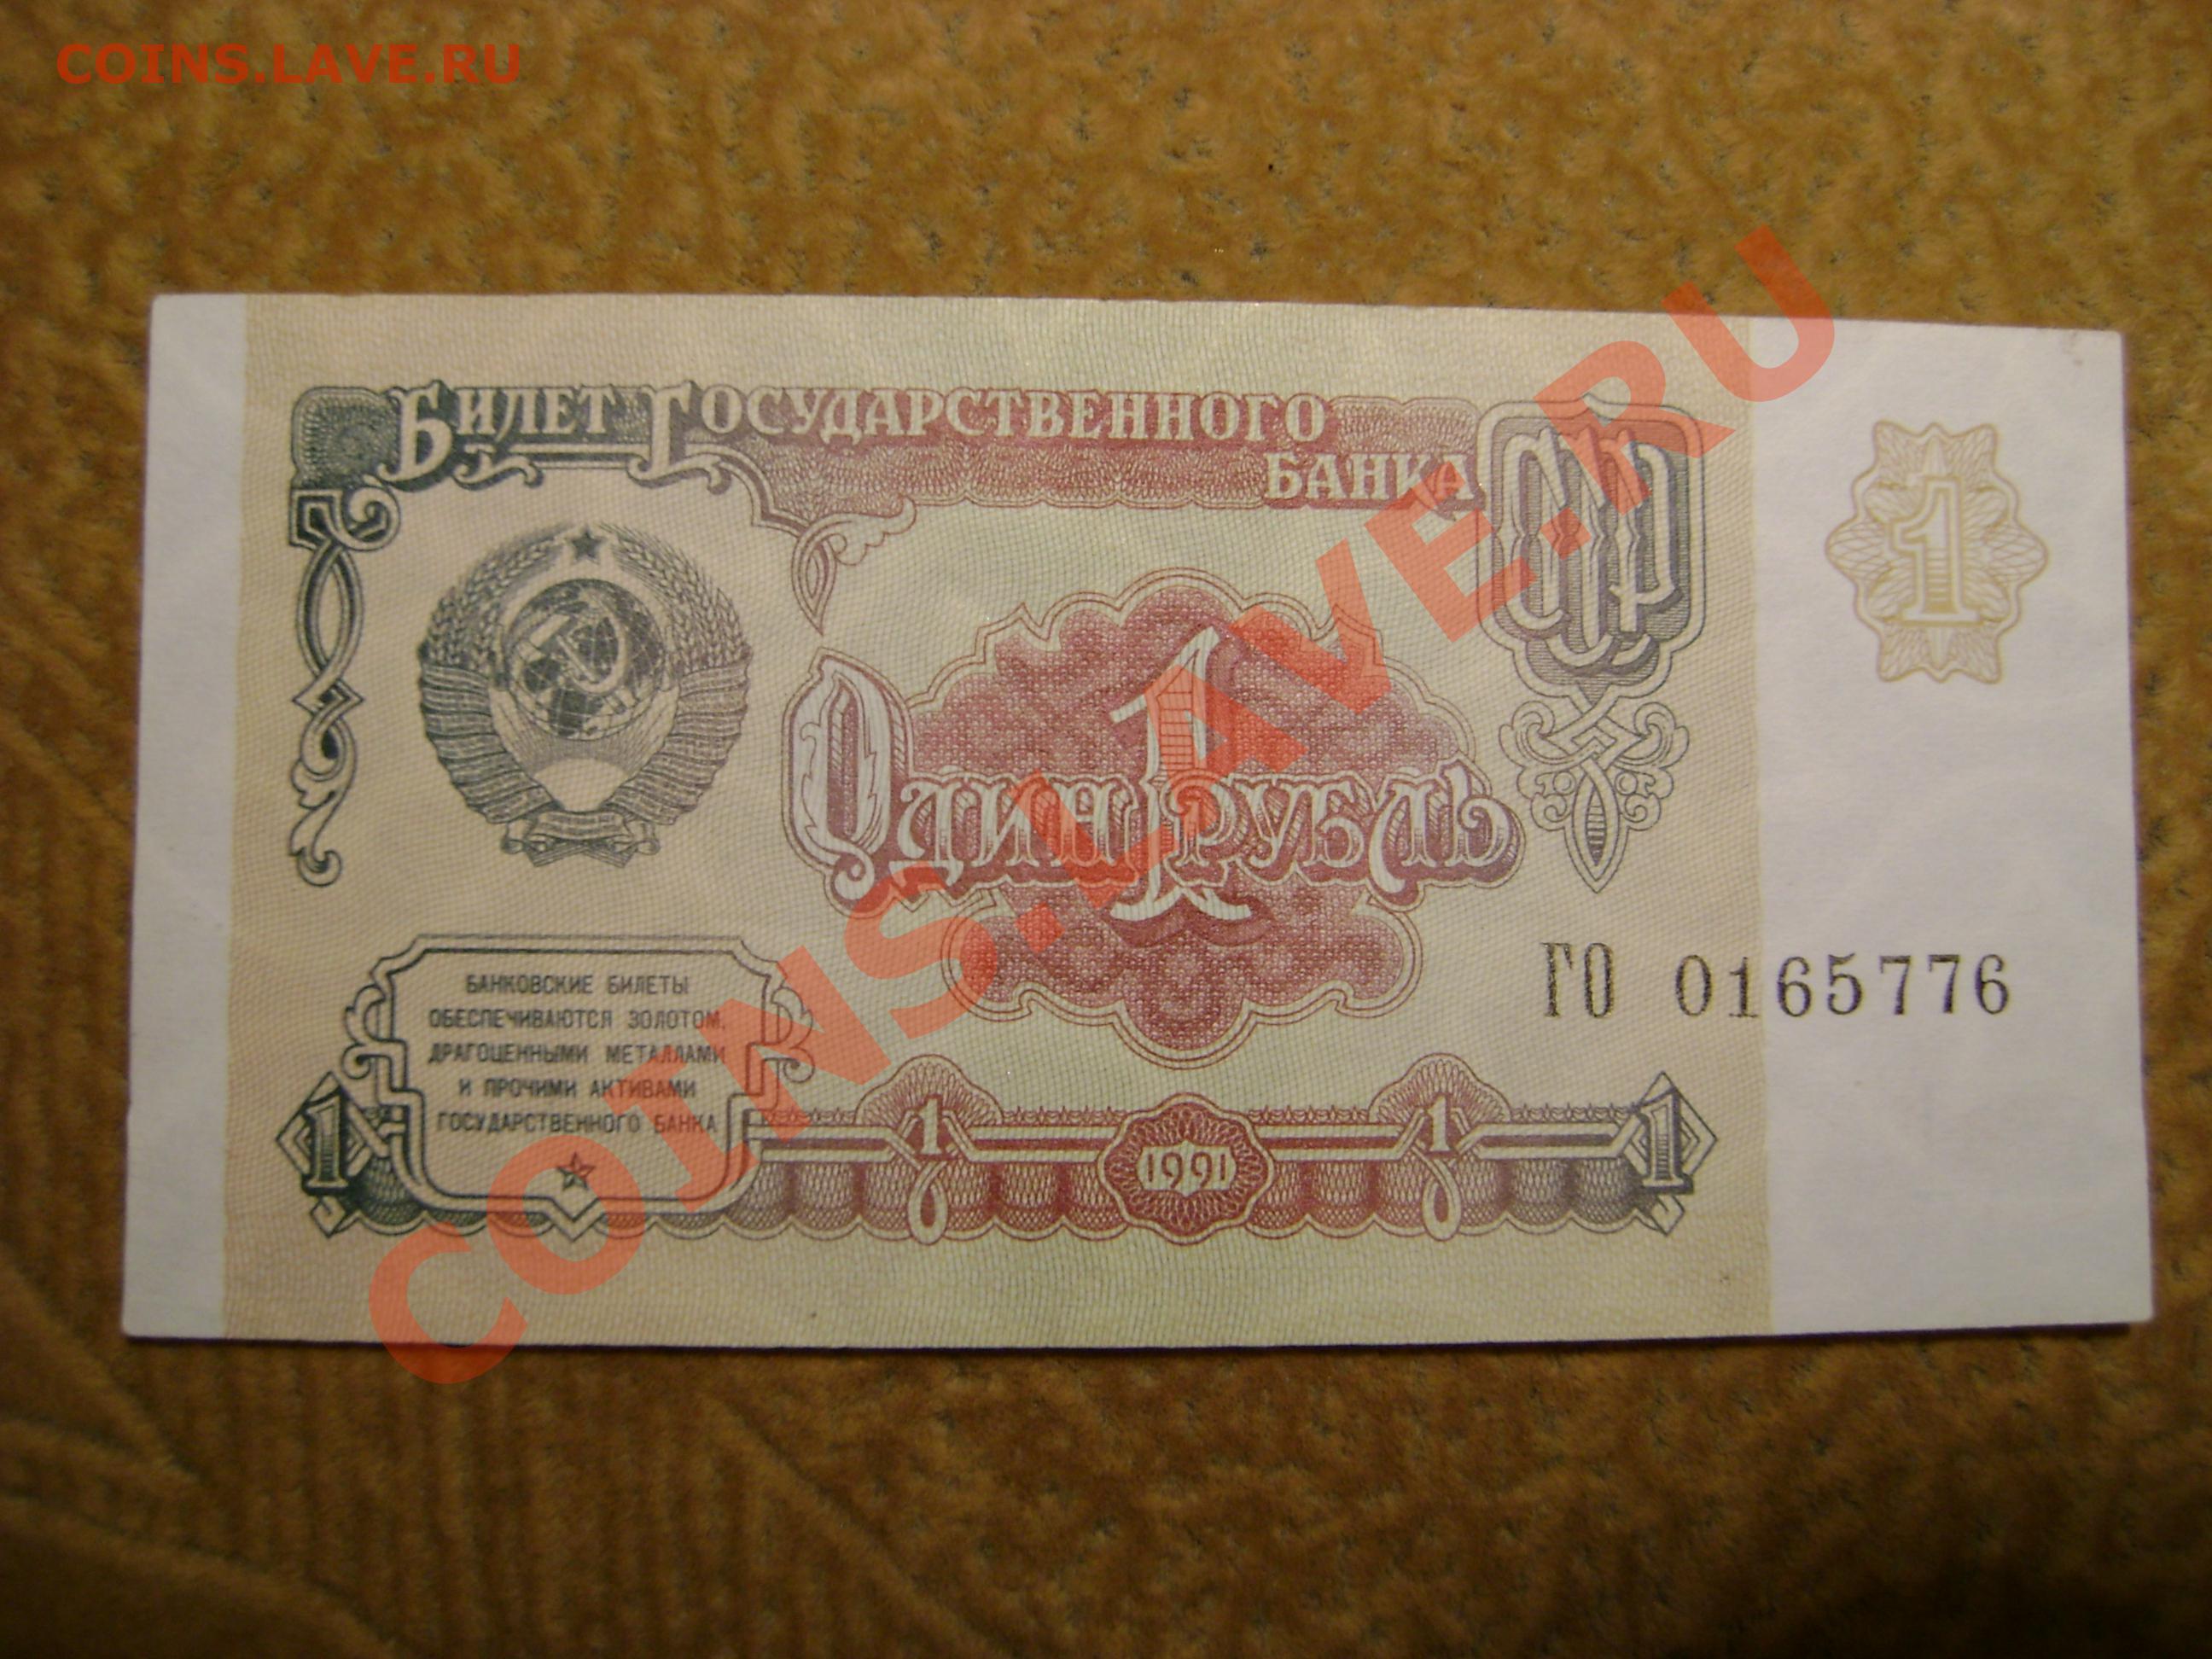 COINS.LAVE.RU
БИЛЕТ ГОСУДАРСТВЕННОГО
БАНКА
СССР
1
1
ОДИН РУБЛЬ
ГО 0165776
БАНКОВСКИЕ БИЛЕТЫ
ОБЕСПЕЧИВАЮТСЯ ЗОЛОТОМ,
ДРАГОЦЕННЫМИ МЕТАЛЛАМИ
И ПРОЧИМИ АКТИВАМИ
ГОСУДАРСТВЕННОГО БАНКА
1 1 1991 1 1
COINS.LAVE.RU